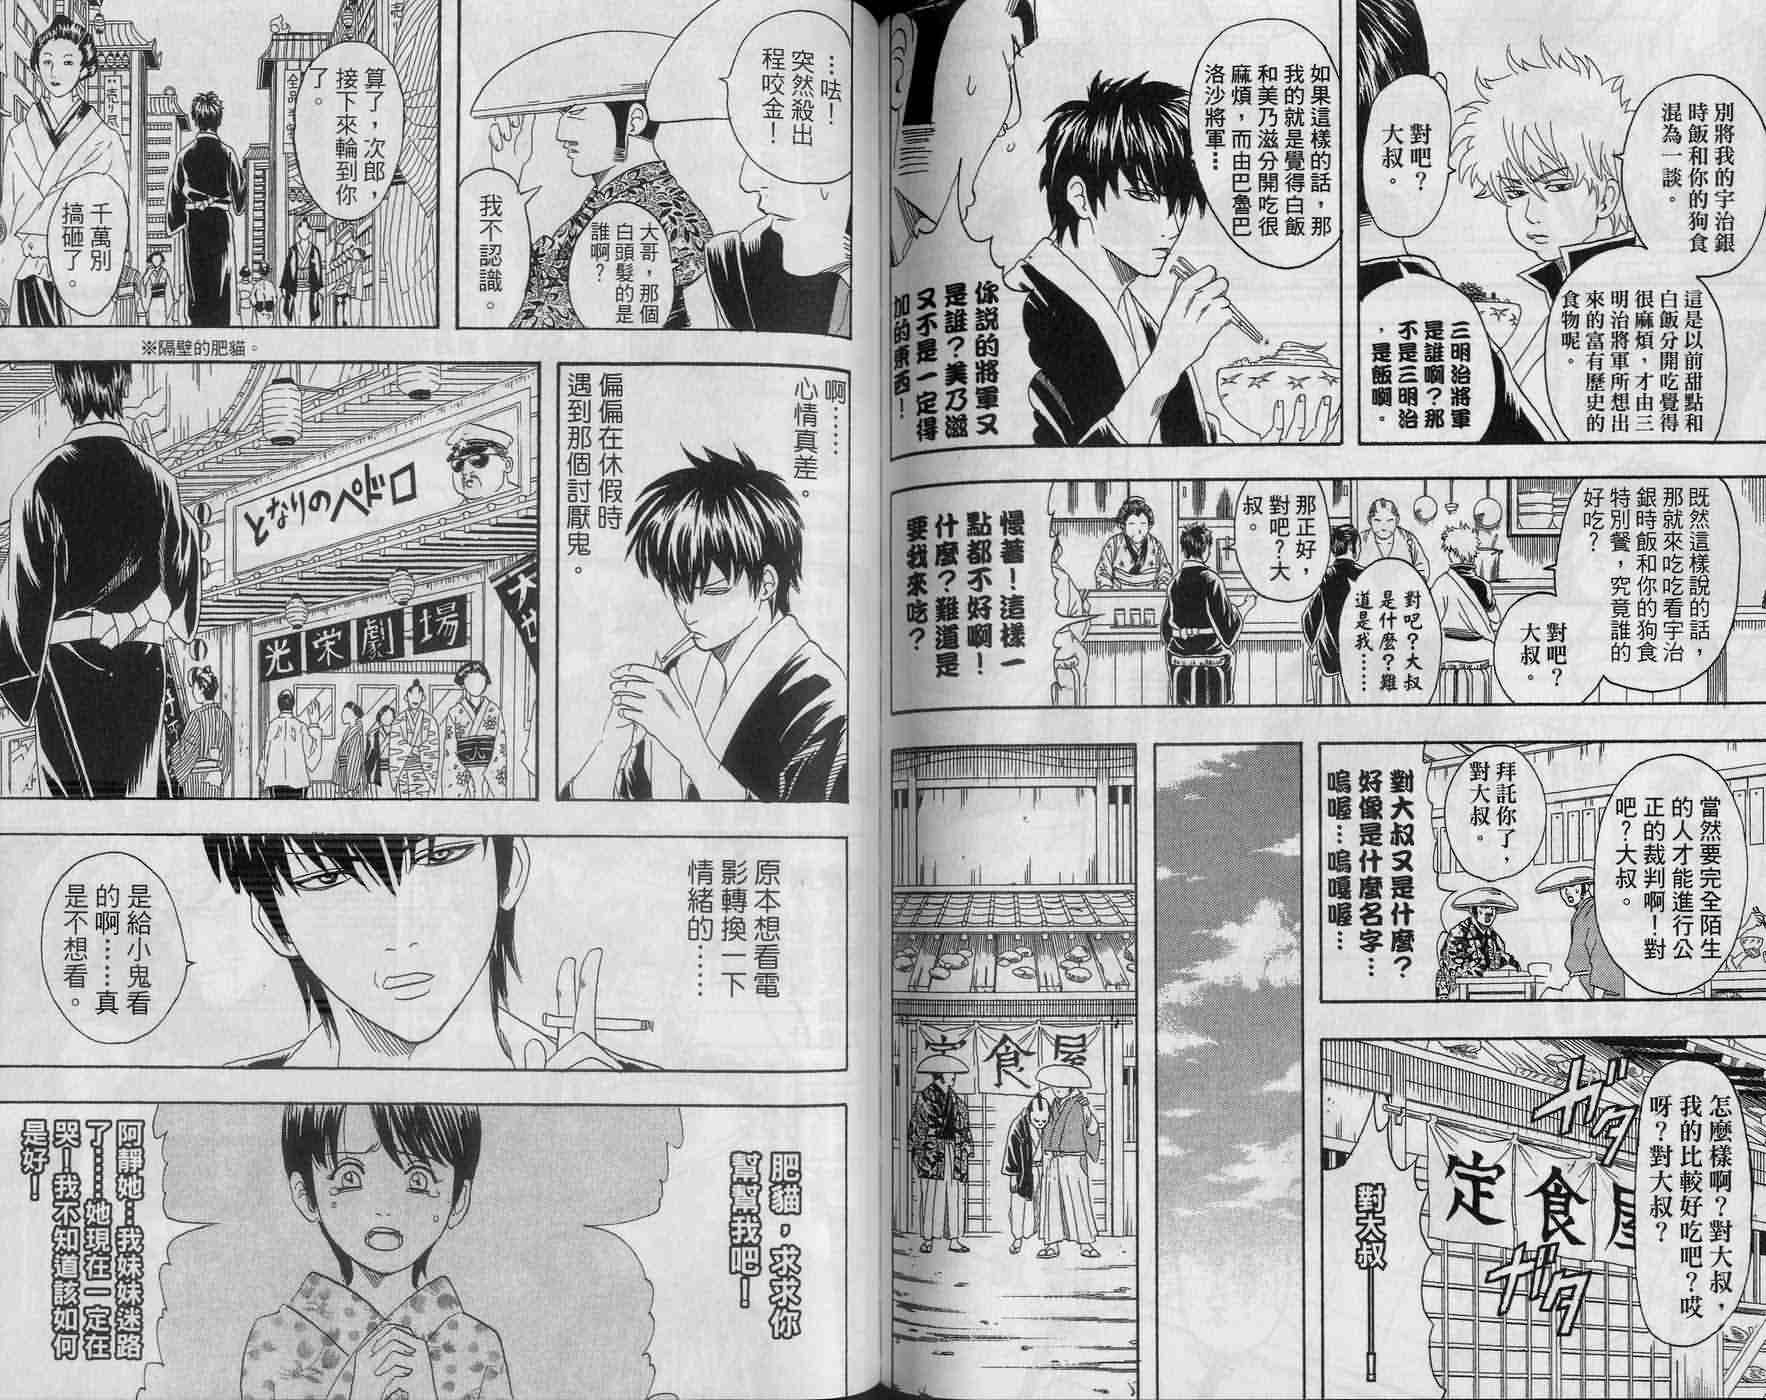 別將我的宇治銀
時飯和你的狗食
混為一談。
對吧？
大叔。
這是以前甜點和
白飯分開吃覺得
很麻煩，才由三
明治將軍所想出
來的富有歷史的
食物呢。
三明治將軍
是誰啊？那
不是三明治
，是飯啊。
如果這樣的話，那
我的就是覺得白飯
和美乃滋分開吃很
麻煩，而由巴魯巴
洛沙將軍…
你說的將軍又
是誰？美乃滋
又不是一定得
加的東西！
既然這樣說的話，
那就來吃吃看宇治
銀時飯和你的狗食
特別餐，究竟誰的
好吃？
對吧？
大叔。
對吧？大叔
是什麼？難
道是我……
那正好，
對吧？大
叔。
慢著！這樣一
點都不好啊！
什麼？難道是
要我來吃？
當然要完全陌生
的人才能進行公
正的裁判啊！對
吧？大叔。
拜託你了，
對大叔。
對大叔又是什麼？
好像是什麼名字…
嗚喔…嗚嘎喔…
怎麼樣啊？對大叔，
我的比較好吃吧？哎
呀？對大叔？
ガタ
ガタ
定食屋
對大叔——！
定食屋
…呿！
突然殺出
程咬金！
大哥，那個
白頭髮的是
誰啊？
我不認識。
算了，次郎，
接下來輪到你
了。
千萬別
搞砸了。
※隔壁的肥貓。
啊……
心情真差。
偏偏在休假時
遇到那個討厭鬼。
となりのペドロ
光栄劇場
原本想看電
影轉換一下
情緒的……
是給小鬼看
的啊……真
是不想看。
肥貓，求求你
幫幫我吧！
阿靜她…我妹妹迷路
了……她現在一定在
哭！我不知道該如何
是好！